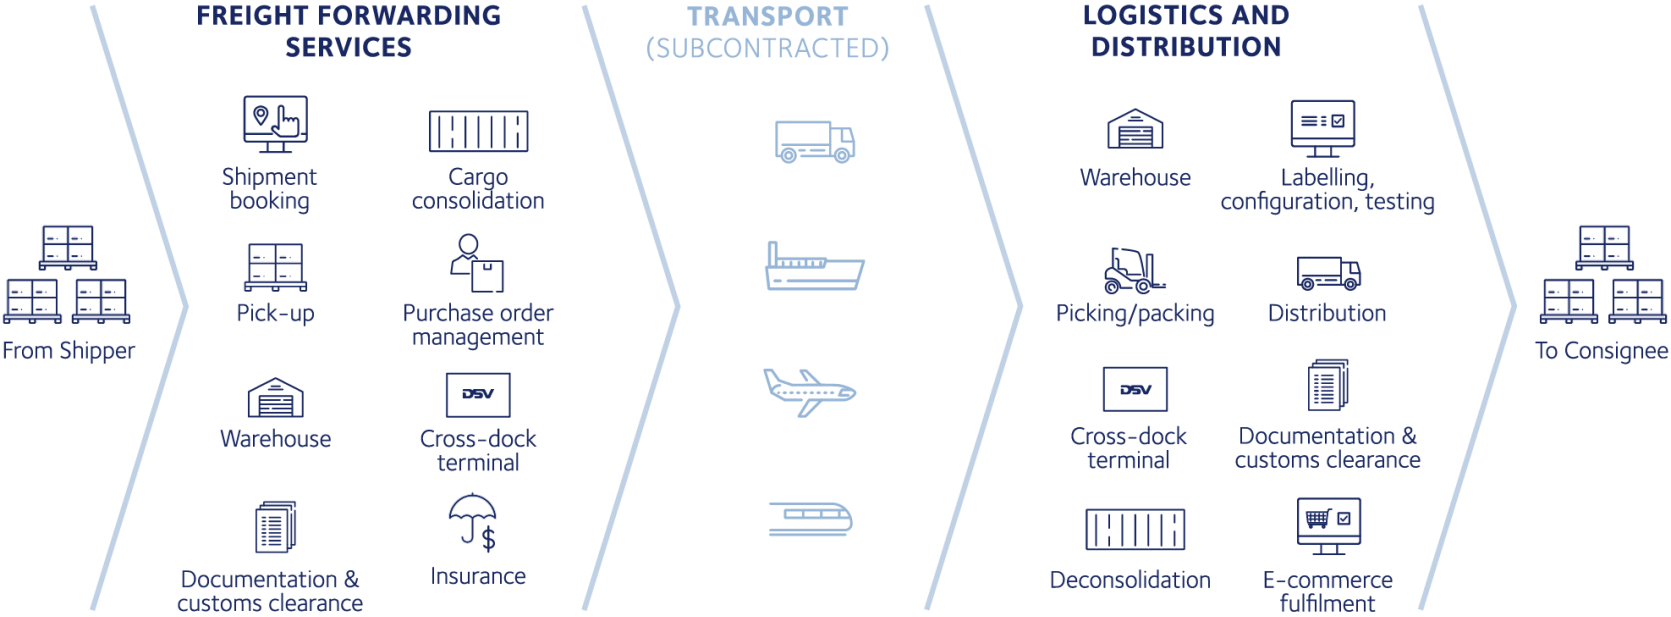 FREIGHT FORWARDING
SERVICES
TRANSPORT
(SUBCONTRACTED)
LOGISTICS AND
DISTRIBUTION
From Shipper
Shipment
booking
Cargo
consolidation
Pick-up
Purchase order
management
Warehouse
DSV
Cross-dock
terminal
Documentation &
customs clearance
$
Insurance
Warehouse
Labelling,
configuration, testing
Picking/packing
Distribution
DSV
Cross-dock
terminal
Documentation &
customs clearance
Deconsolidation
E-commerce
fulfilment
To Consignee